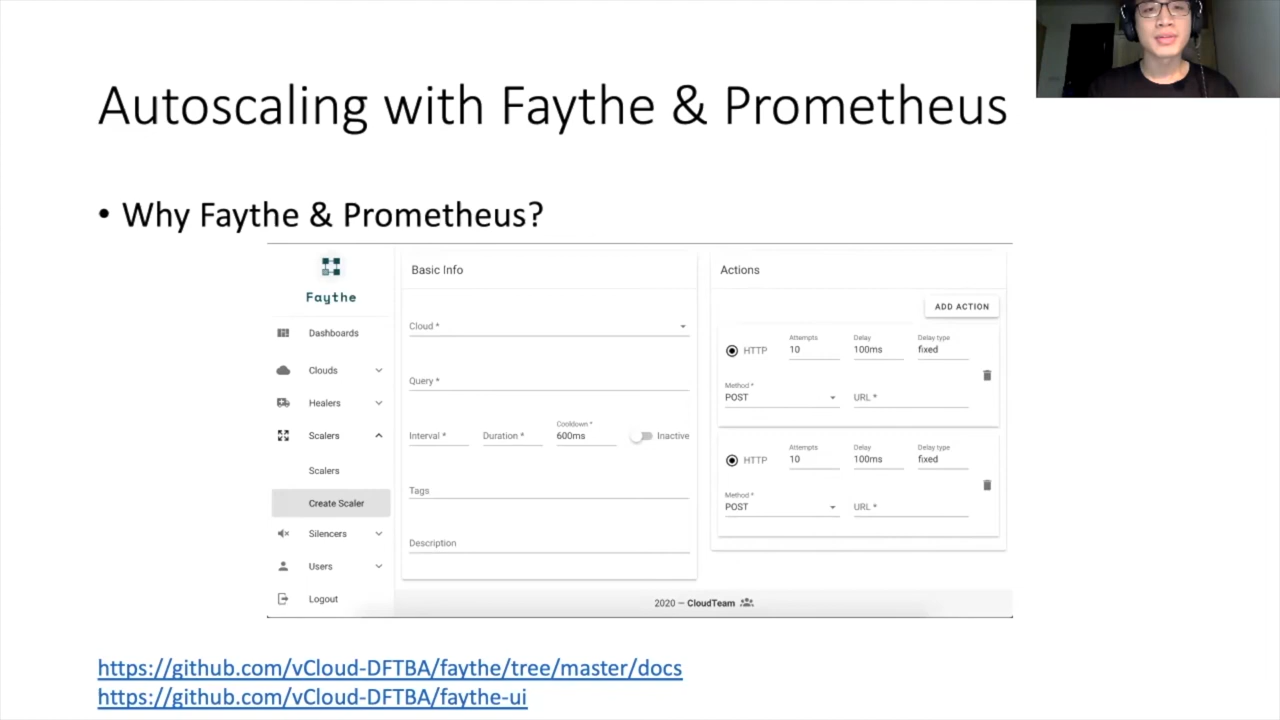 Autoscaling with Faythe & Prometheus
• Why Faythe & Prometheus?
Faythe
Dashboards
Clouds
Healers
Scalers
Scalers
Create Scaler
Silencers
Users
Logout
Basic Info
Cloud *
Query *
Interval *
Duration *
Cooldown *
600ms
Inactive
Tags
Description
Actions
ADD ACTION
HTTP
Attempts
10
Delay
100ms
Delay type
fixed
Method *
POST
URL *
HTTP
Attempts
10
Delay
100ms
Delay type
fixed
Method *
POST
URL *
2020 — CloudTeam
https://github.com/vCloud-DFTBA/faythe/tree/master/docs
https://github.com/vCloud-DFTBA/faythe-ui